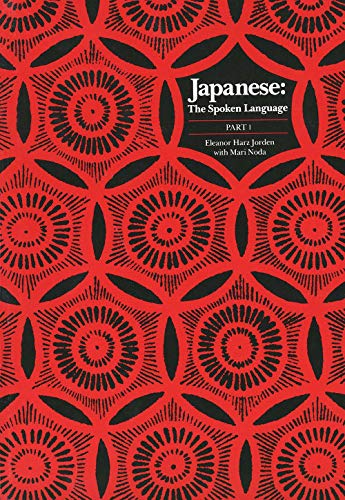 Japanese:
The Spoken Language
PART 1
Eleanor Harz Jorden
with Mari Noda